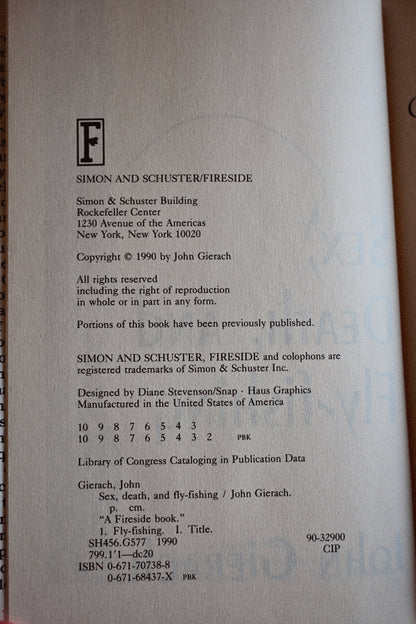 F
SIMON AND SCHUSTER/FIRESIDE
Simon & Schuster Building
Rockefeller Center
1230 Avenue of the Americas
New York, New York 10020
Copyright © 1990 by John Gierach
All rights reserved
including the right of reproduction
in whole or in part in any form.
Portions of this book have been previously published.
SIMON AND SCHUSTER, FIRESIDE and colophons are
registered trademarks of Simon & Schuster Inc.
Designed by Diane Stevenson/Snap · Haus Graphics
Manufactured in the United States of America
10 9 8 7 6 5 4 3
10 9 8 7 6 5 4 3 2 PBK
Library of Congress Cataloging in Publication Data
Gierach, John
Sex, death, and fly-fishing / John Gierach.
p. cm.
"A Fireside book."
1. Fly-fishing. I. Title.
SH456.G577 1990
799.1'1—dc20
90-32900
CIP
ISBN 0-671-70738-8
0-671-68437-X PBK